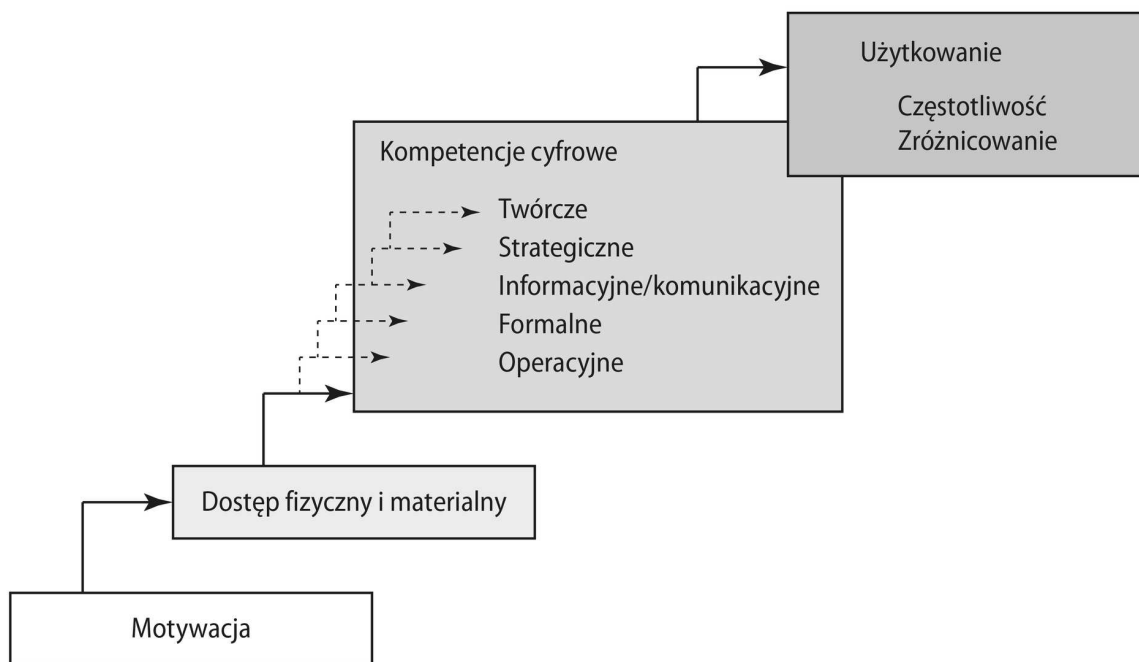 Użytkowanie
Częstotliwość
Zróżnicowanie
Kompetencje cyfrowe
Twórcze
Strategiczne
Informacyjne/komunikacyjne
Formalne
Operacyjne
Dostęp fizyczny i materialny
Motywacja